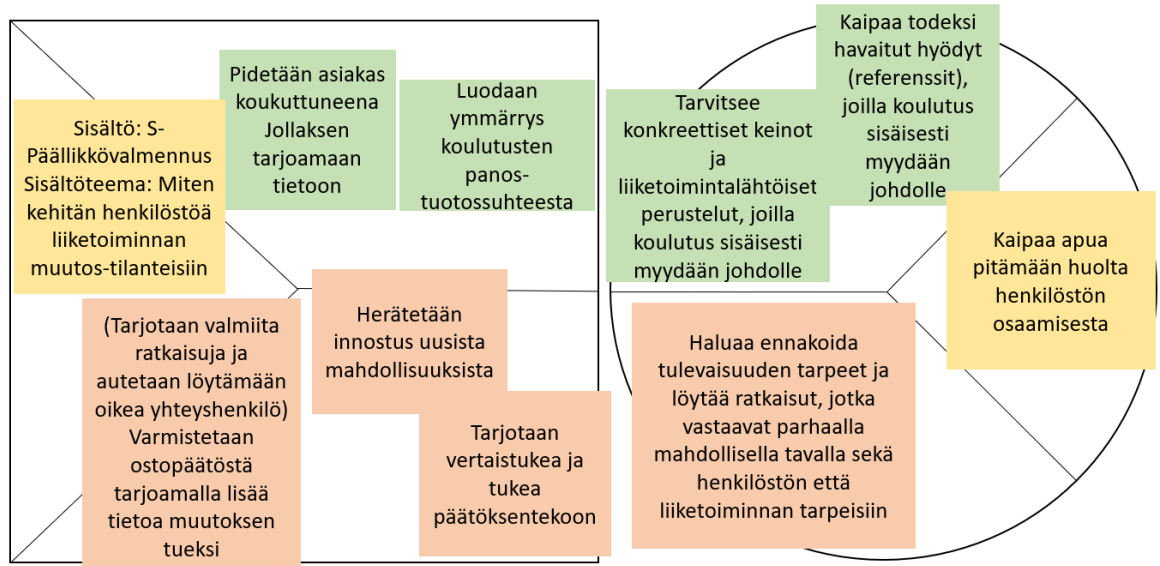 Sisältö: S-
Päällikkövalmennus
Sisältöteema: Miten
kehitän henkilöstöä
liiketoiminnan
muutos-tilanteisiin
Pidetään asiakas
koukuttuneena
Jollaksen
tarjoamaan
tietoon
Luodaan
ymmärrys
koulutusten
panos-
tuotossuhteesta
(Tarjotaan valmiita
ratkaisuja ja
autetaan löytämään
oikea yhteyshenkilö)
Varmistetaan
ostopäätöstä
tarjoamalla lisää
tietoa muutoksen
tueksi
Herätetään
innostus uusista
mahdollisuuksista
Tarjotaan
vertaistukea ja
tukea
päätöksentekoon
Tarvitsee
konkreettiset keinot
ja
liiketoimintalähtöiset
perustelut, joilla
koulutus sisäisesti
myydään johdolle
Kaipaa todeksi
havaitut hyödyt
(referenssit),
joilla koulutus
sisäisesti
myydään
johdolle
Kaipaa apua
pitämään huolta
henkilöstön
osaamisesta
Haluaa ennakoida
tulevaisuuden tarpeet ja
löytää ratkaisut, jotka
vastaavat parhaalla
mahdollisella tavalla sekä
henkilöstön että
liiketoiminnan tarpeisiin